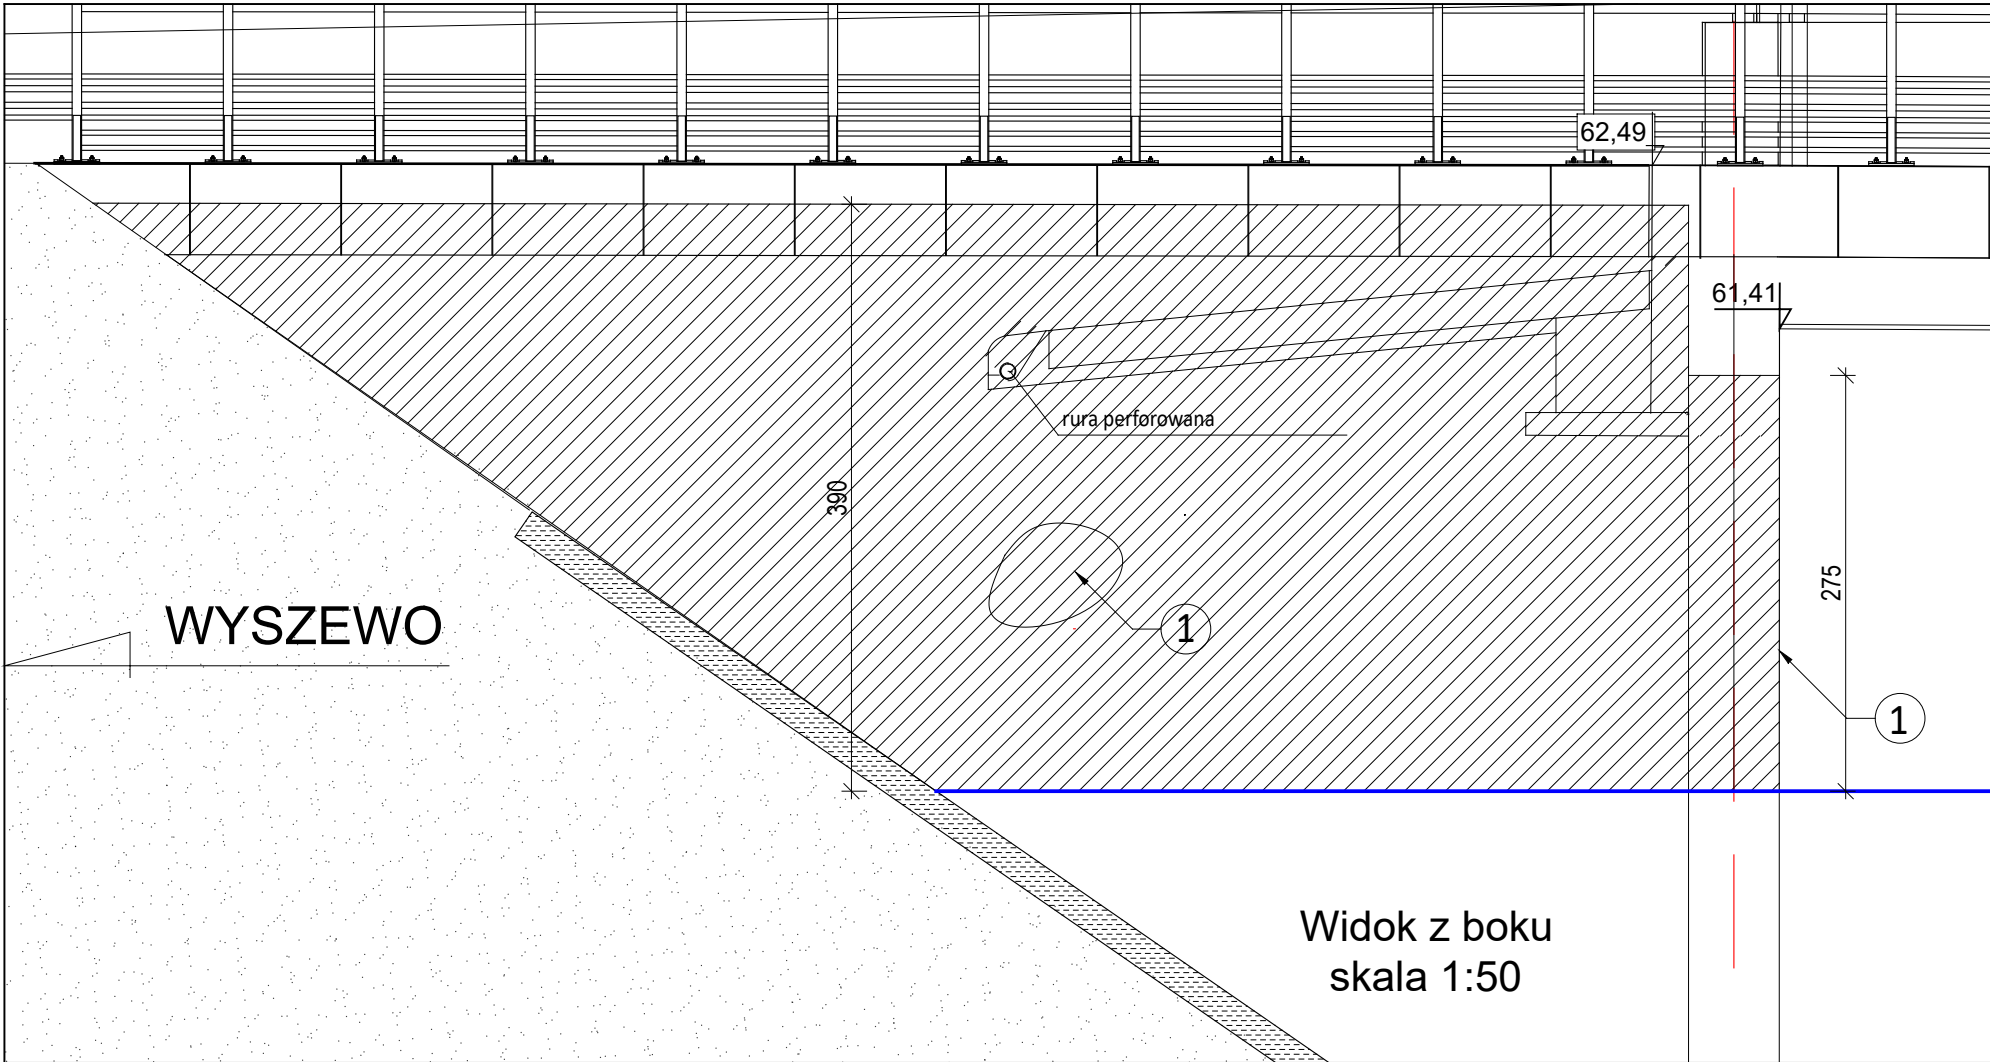 62,49
61,41
rura perforowana
390
275
WYSZEWO
1
1
Widok z boku
skala 1:50